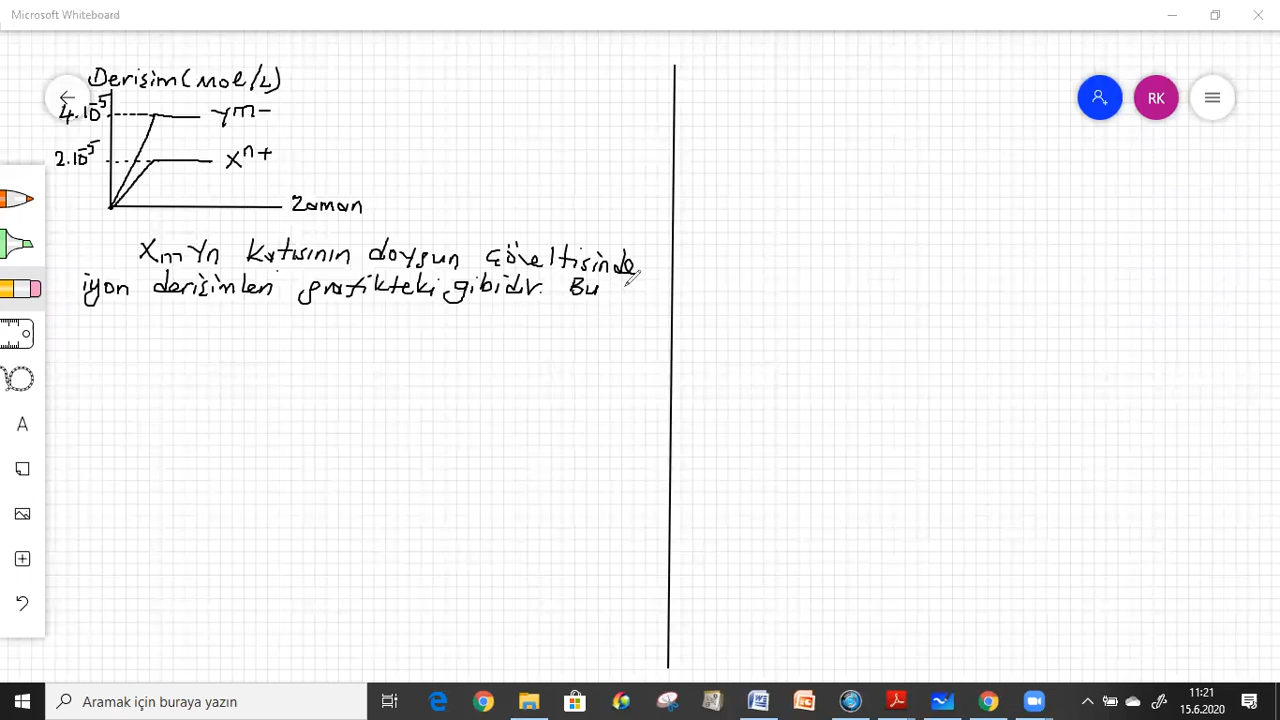 Microsoft Whiteboard
Derişim(mol/L)
4.10⁻⁵
Yᵐ⁻
2.10⁻⁵
Xⁿ⁺
Zaman
XmYn katısının doygun çözeltisinde
iyon derişimleri grafikteki gibidir. Bu
RK
A
Aramak için buraya yazın
11:21
15.6.2020